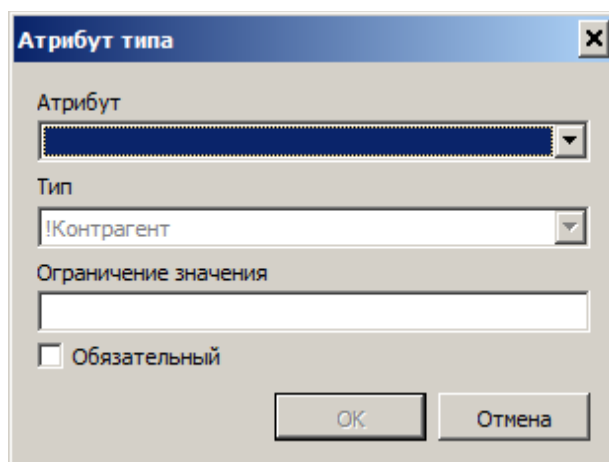 Атрибут типа
Атрибут
Тип
!Контрагент
Ограничение значения
Обязательный
OK
Отмена